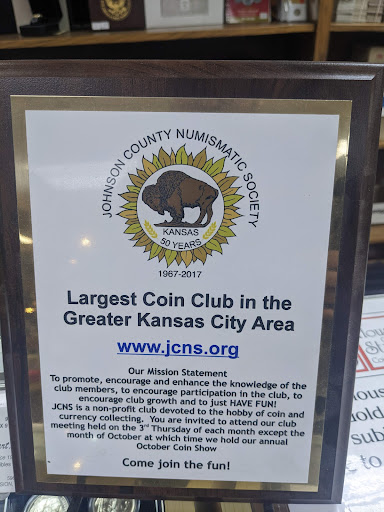 JOHNSON COUNTY NUMISMATIC SOCIETY
KANSAS
50 YEARS
1967-2017
Largest Coin Club in the
Greater Kansas City Area
www.jcns.org
Our Mission Statement
To promote, encourage and enhance the knowledge of the
club members, to encourage participation in the club, to
encourage club growth and to just HAVE FUN!
JCNS is a non-profit club devoted to the hobby of coin and
currency collecting. You are invited to attend our club
meeting held on the 3rd Thursday of each month except the
month of October at which time we hold our annual
October Coin Show
Come join the fun!